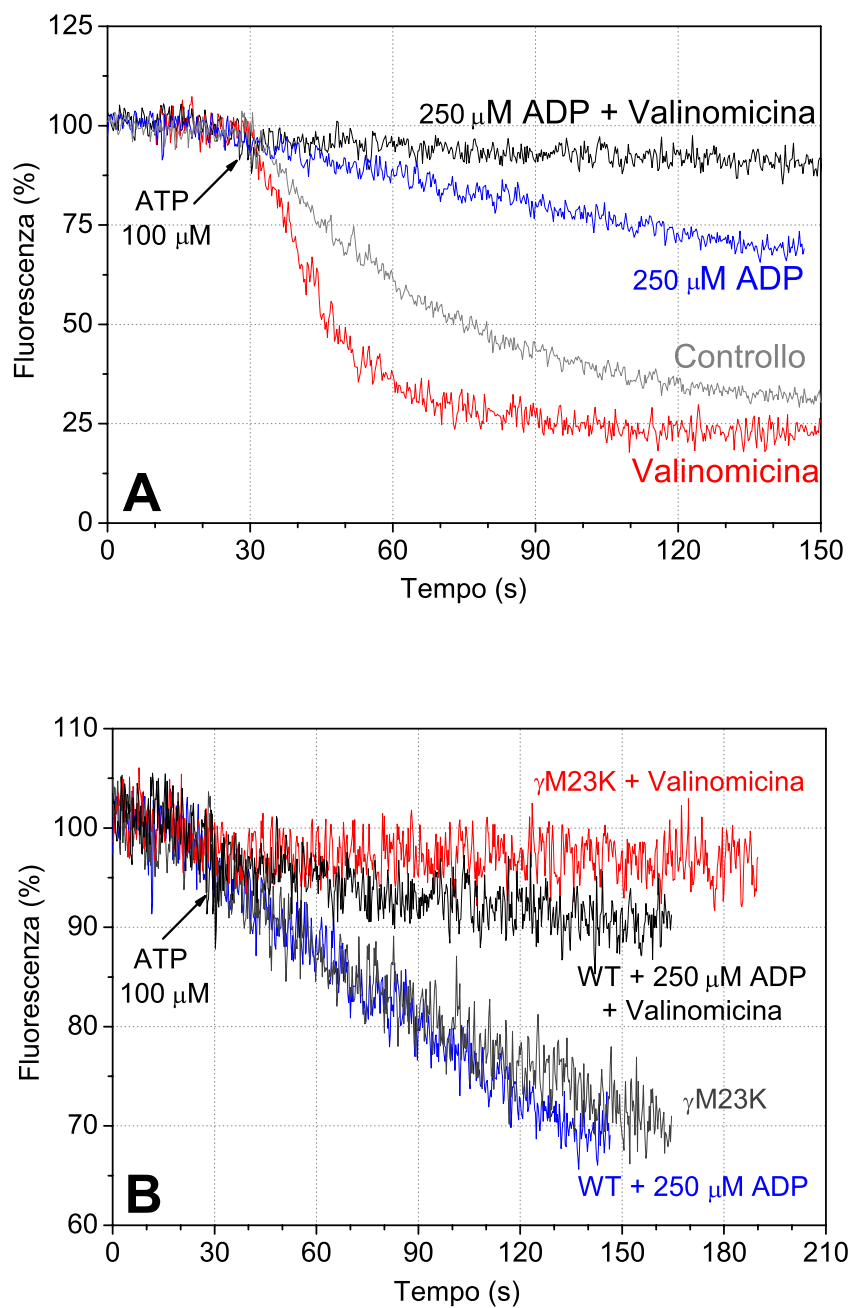 125
250 μM ADP + Valinomicina
100
ATP
100 μM
75
250 μM ADP
Fluorescenza (%)
50
Controllo
25
Valinomicina
A
0
0 30 60 90 120 150
Tempo (s)
110
γM23K + Valinomicina
100
90
ATP
100 μM
WT + 250 μM ADP
+ Valinomicina
Fluorescenza (%)
80
γM23K
70
WT + 250 μM ADP
B
60
0 30 60 90 120 150 180 210
Tempo (s)